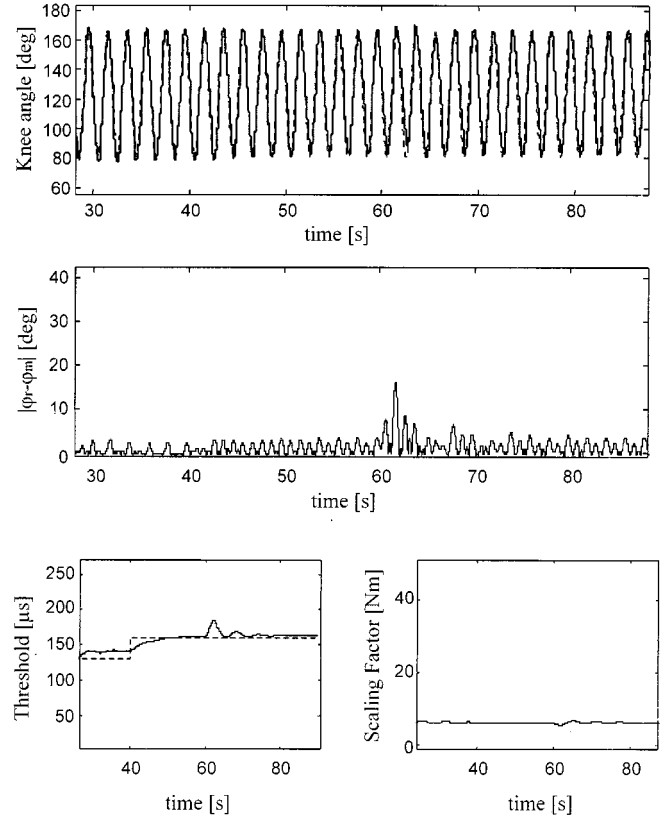 Knee angle [deg]
180
160
140
120
100
80
60
30 40 50 60 70 80
time [s]
|φr-φm| [deg]
40
30
20
10
0
30 40 50 60 70 80
time [s]
Threshold [μs]
250
200
150
100
50
40 60 80
time [s]
Scaling Factor [Nm]
40
20
0
40 60 80
time [s]